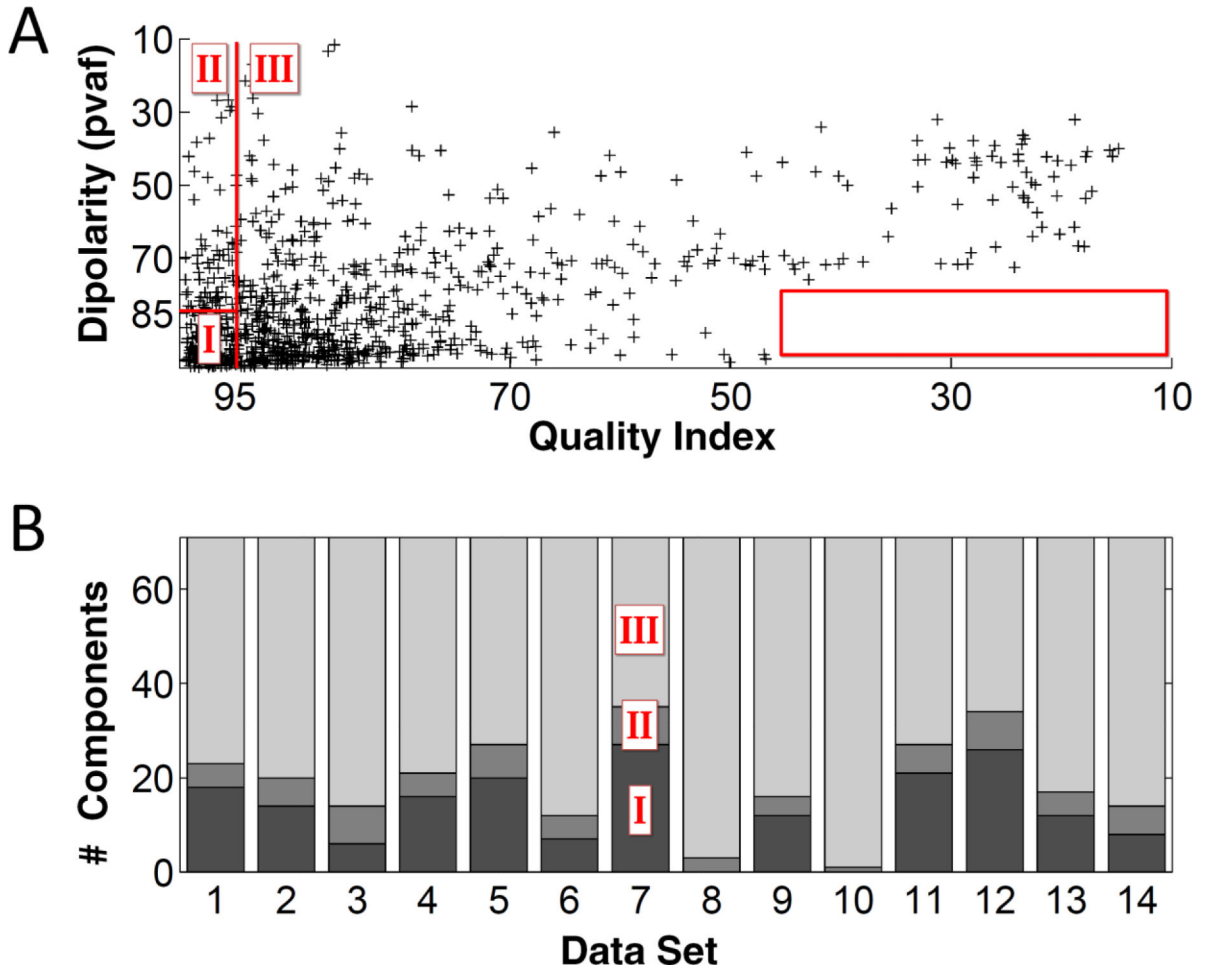 A
Dipolarity (pvaf)
10
30
50
70
85
II III
I
95 70 50 30 10
Quality Index
B
# Components
60
40
20
0
III
II
I
1 2 3 4 5 6 7 8 9 10 11 12 13 14
Data Set